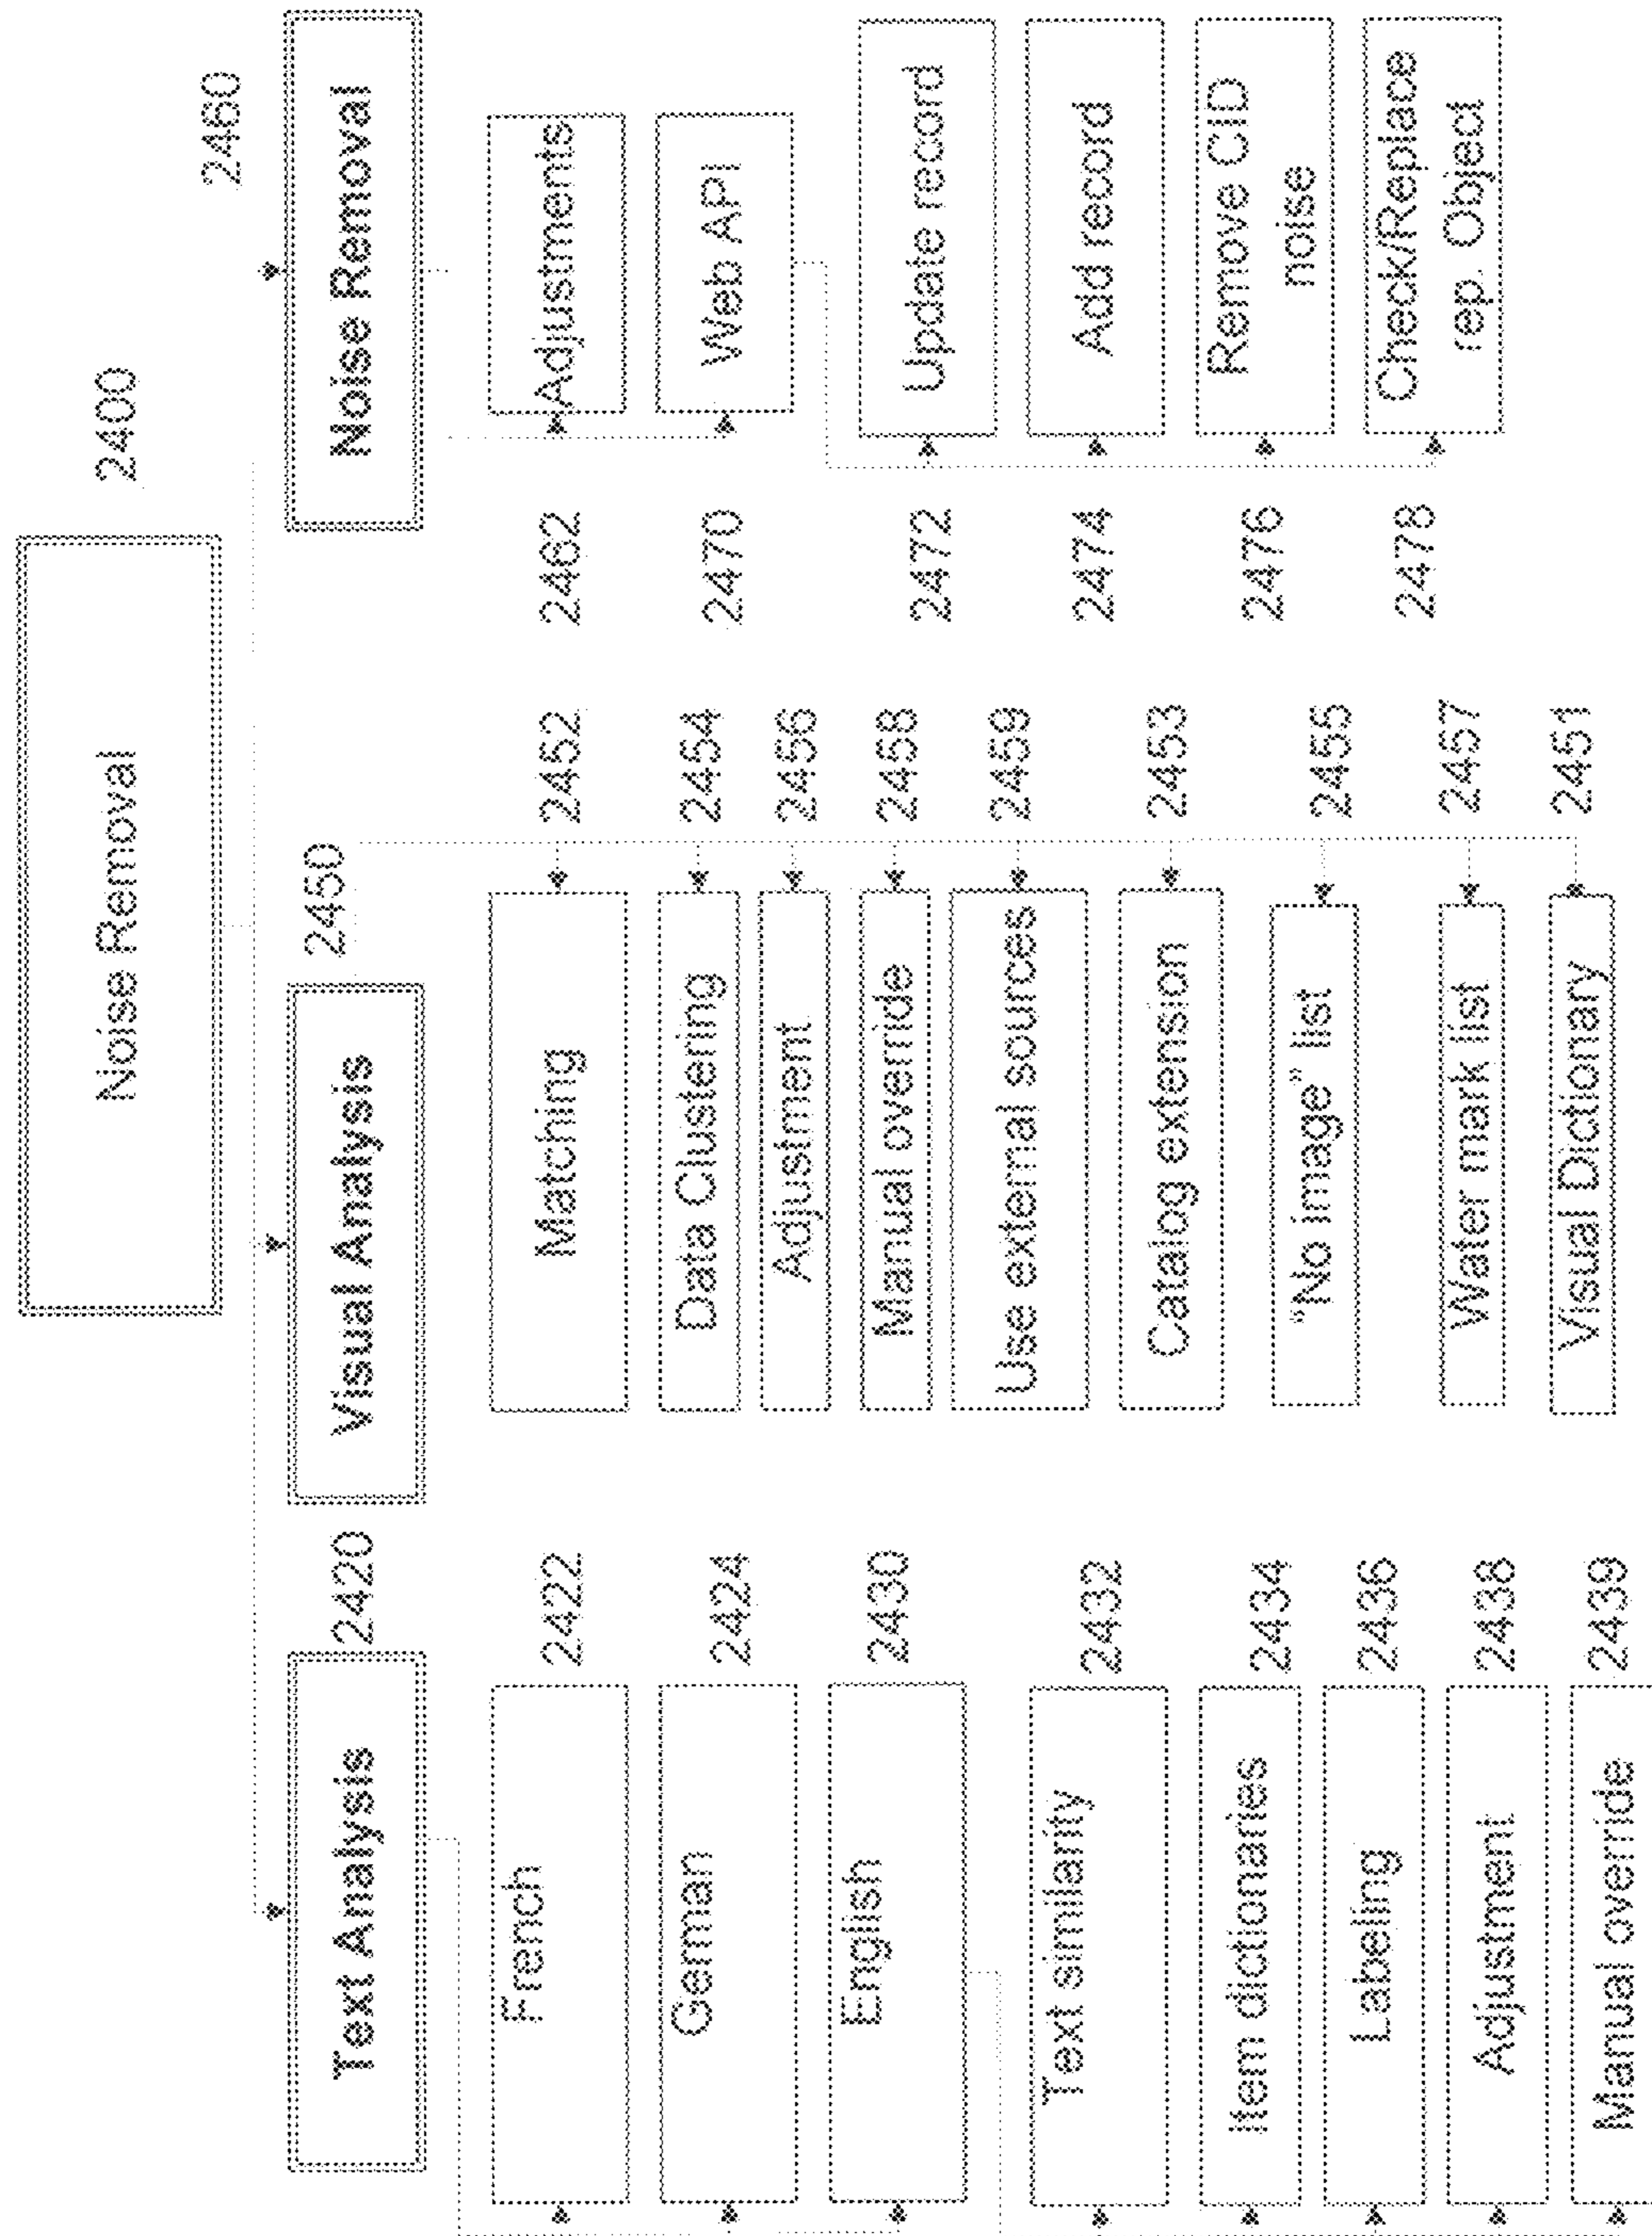 Noise Removal
2400
Text Analysis
2420
French
2422
German
2424
English
2430
Text similarity
2432
Item dictionaries
2434
Labeling
2436
Adjustment
2438
Manual override
2439
Visual Analysis
2450
Matching
2452
Data Clustering
2454
Adjustment
2456
Manual override
2458
Use external sources
2459
Catalog extension
2453
"No image" list
2455
Water mark list
2457
Visual Dictionary
2451
Noise Removal
2460
Adjustments
2462
Web API
2470
Update record
2472
Add record
2474
Remove CID
noise
2476
Check/Replace
rep. Object
2478